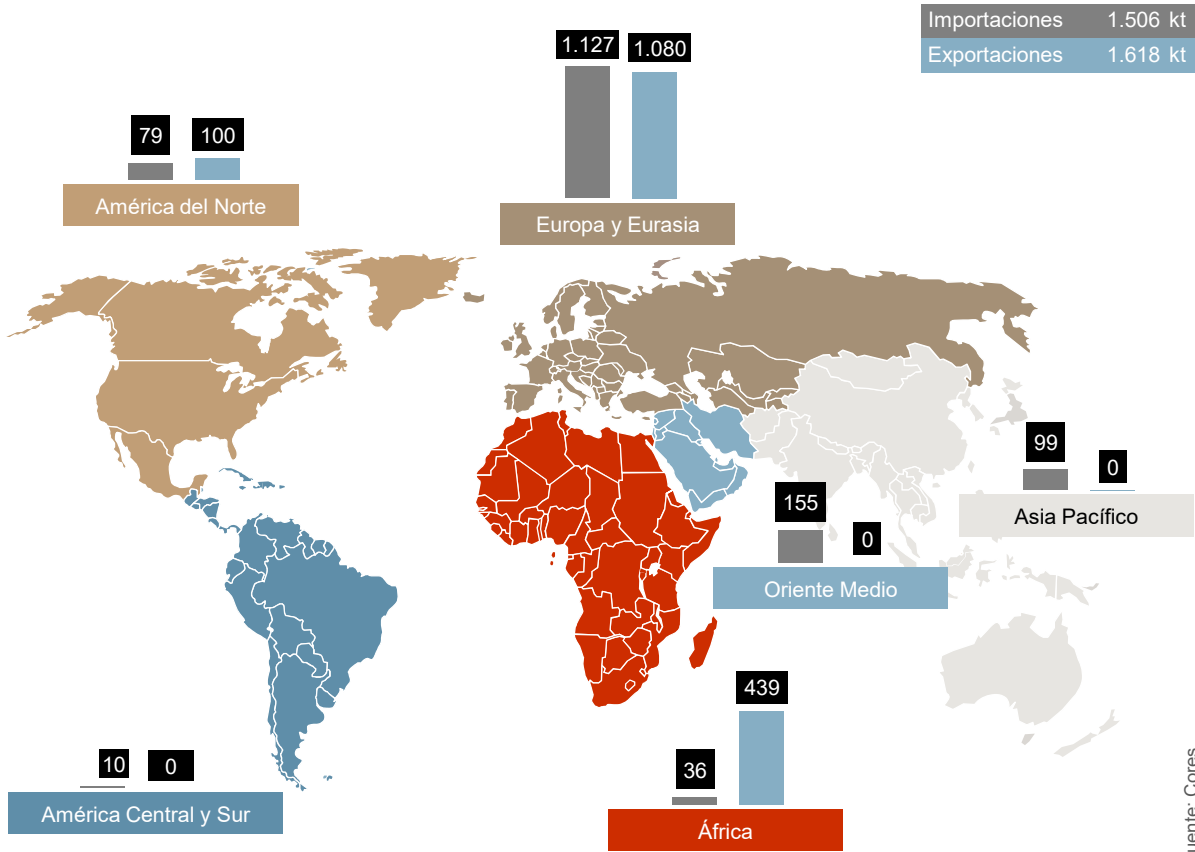 Importaciones 1.506 kt
Exportaciones 1.618 kt
1.127 1.080
Europa y Eurasia
79 100
América del Norte
99 0
Asia Pacífico
155 0
Oriente Medio
439
36
África
10 0
América Central y Sur
Cores